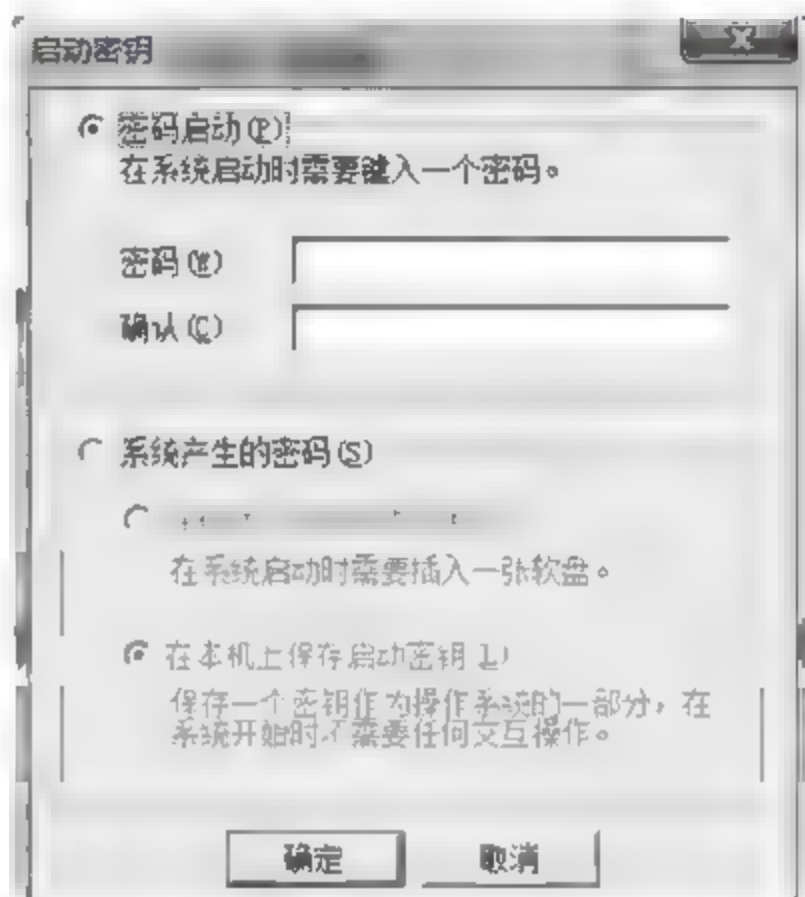 启动密钥
密码启动(P)
在系统启动时需要键入一个密码。
密码(W)
确认(C)
系统产生的密码(S)
在系统启动时需要插入一张软盘。
在本机上保存启动密钥(L)
保存一个密钥作为操作系统的一部分，在
系统开始时不需要任何交互操作。
确定
取消